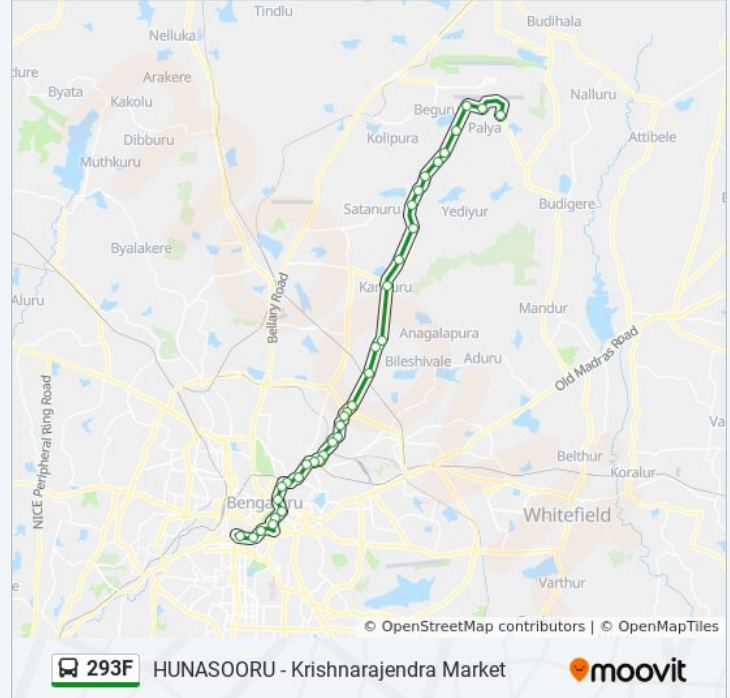 Tindlu
Budihala
Nelluka
dure
Arakere
Byata
Kakolu
Nalluru
Beguru
Palya
Attibele
Dibburu
Kolipura
Muthkuru
Satanuru
Yediyur
Budigere
Byalakere
Aluru
Bellary Road
Mandur
Anagalapura
Bileshivale
Aduru
Old Madras Road
NICE Peripheral Ring Road
Va
Belthur
Koralur
Bengaluru
Whitefield
Varthur
© OpenStreetMap contributors | © OpenMapTiles
293F HUNASOORU - Krishnarajendra Market moovit